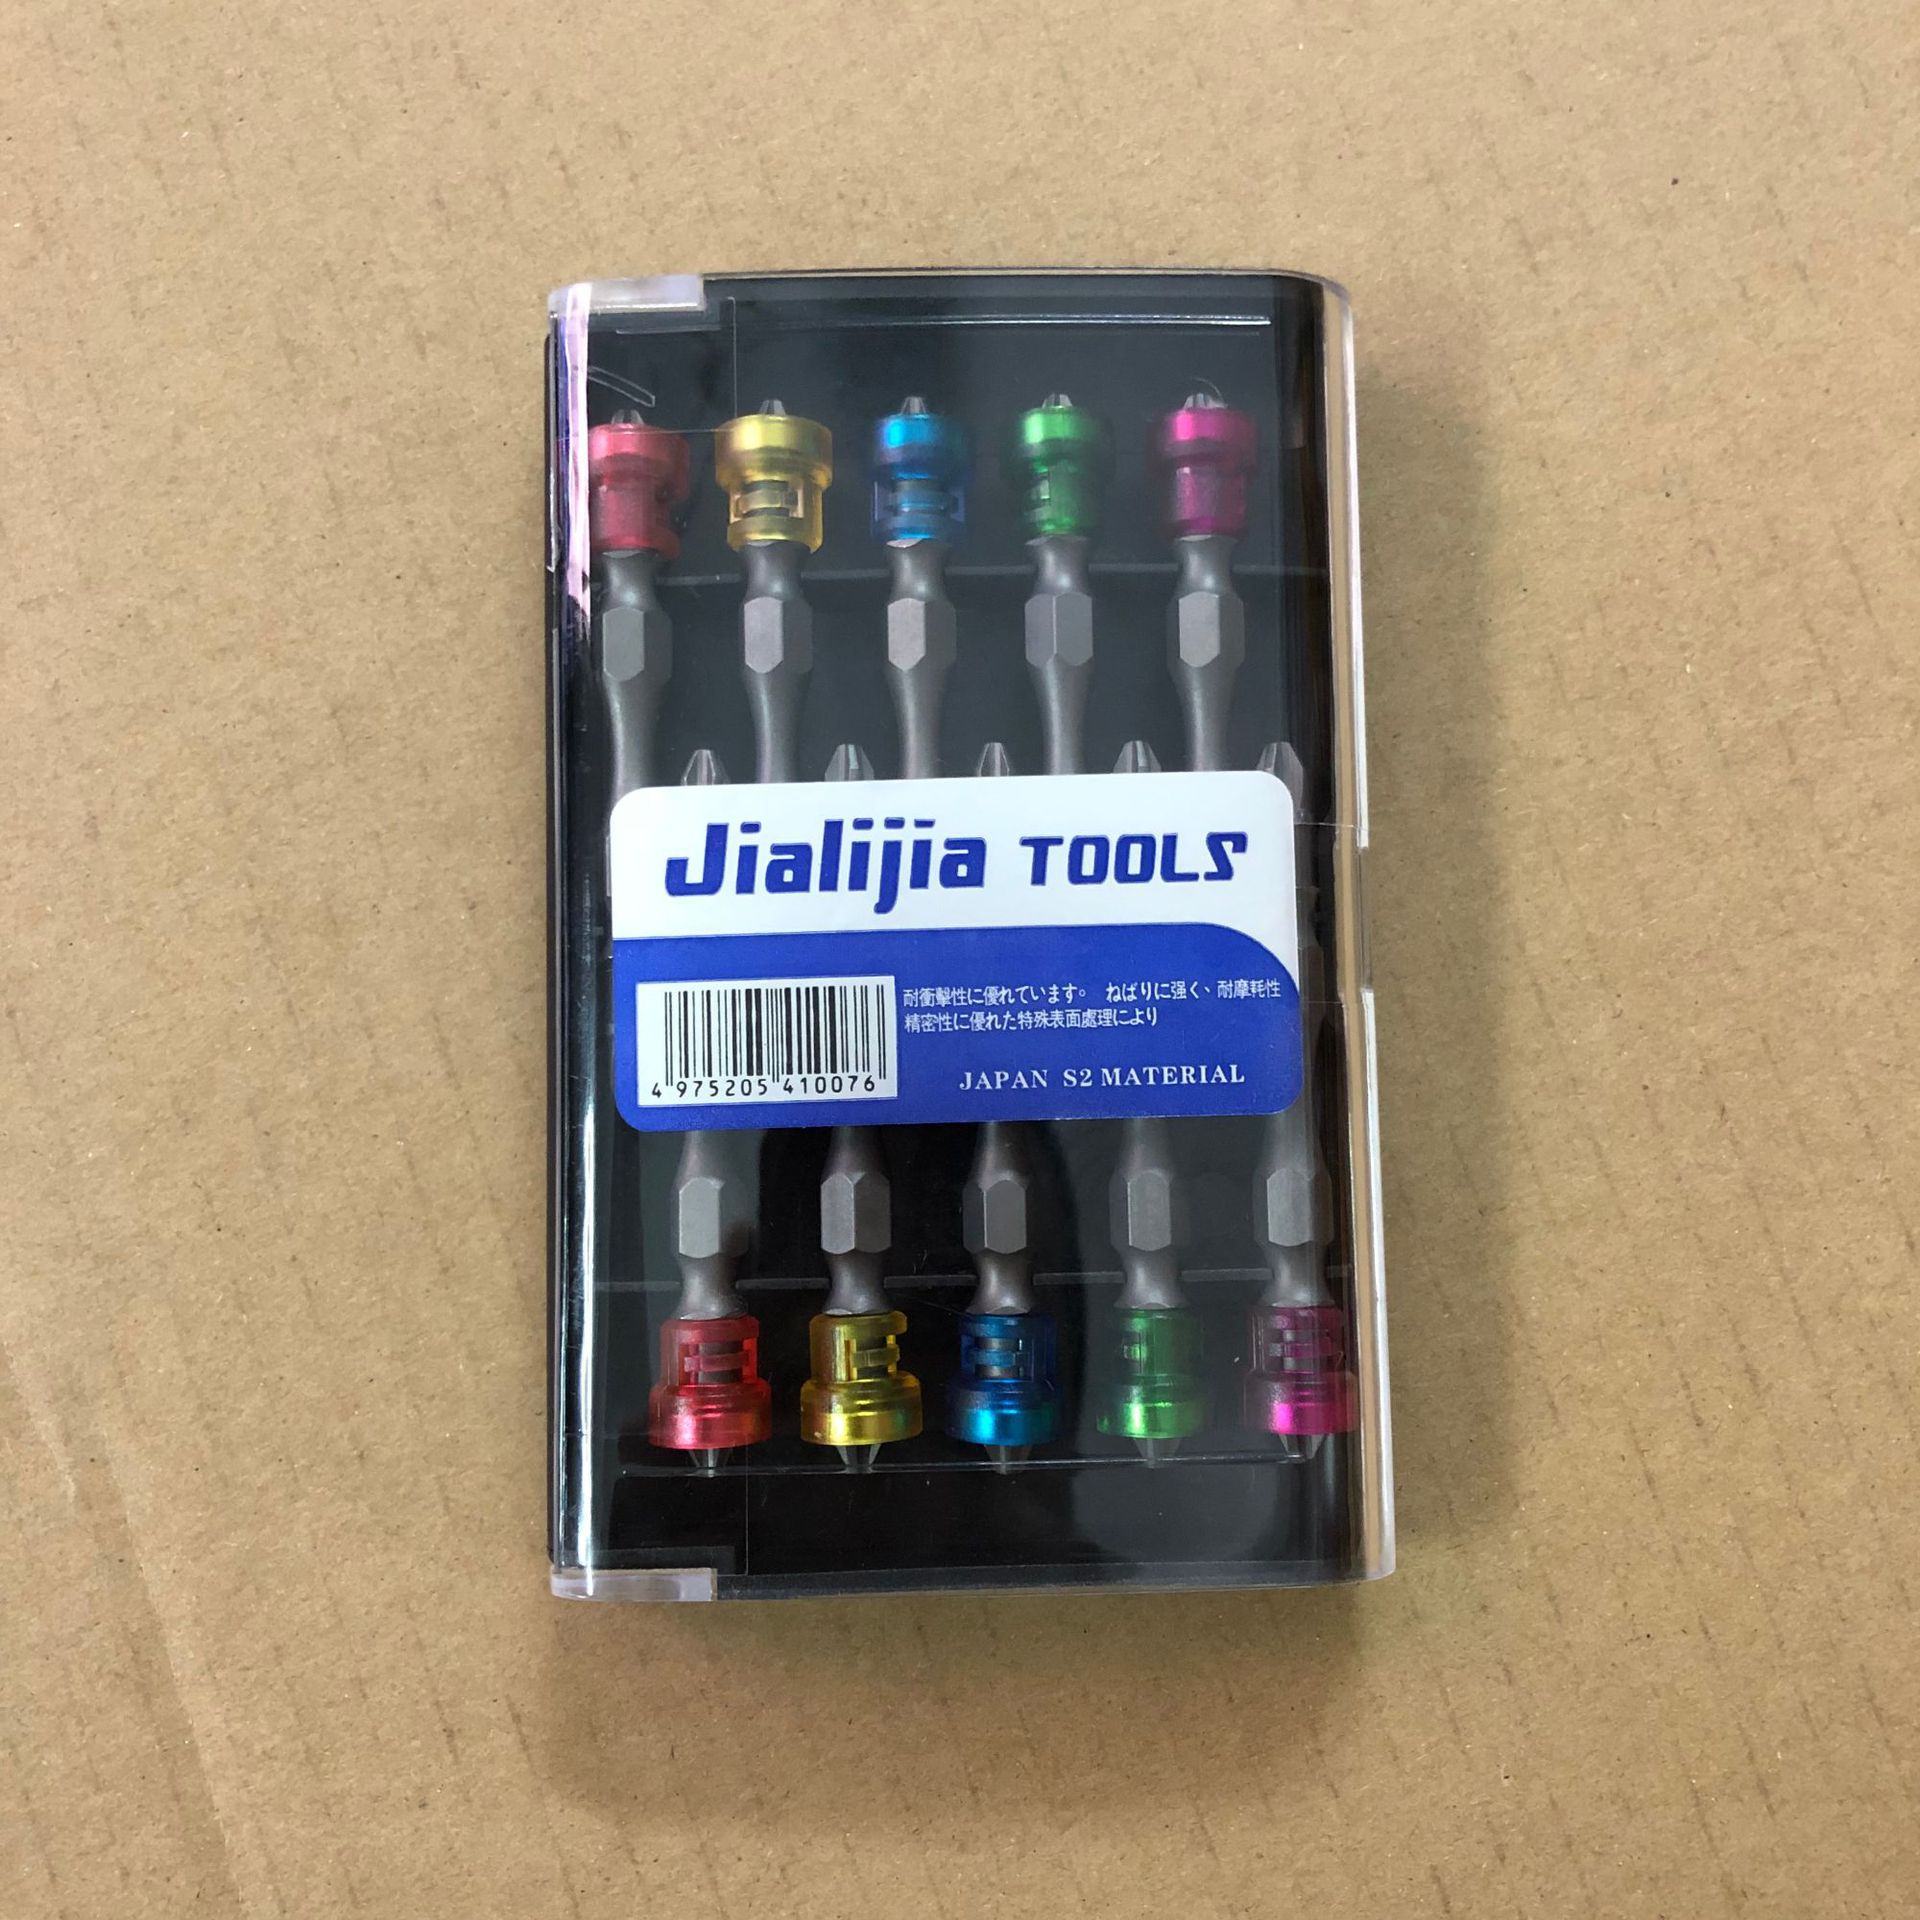 Jialijia TOOLS
耐衝擊性に優れています。 ねばりに强く、耐摩耗性
精密性に優れた特殊表面處理により
JAPAN S2 MATERIAL
4 975205 410076